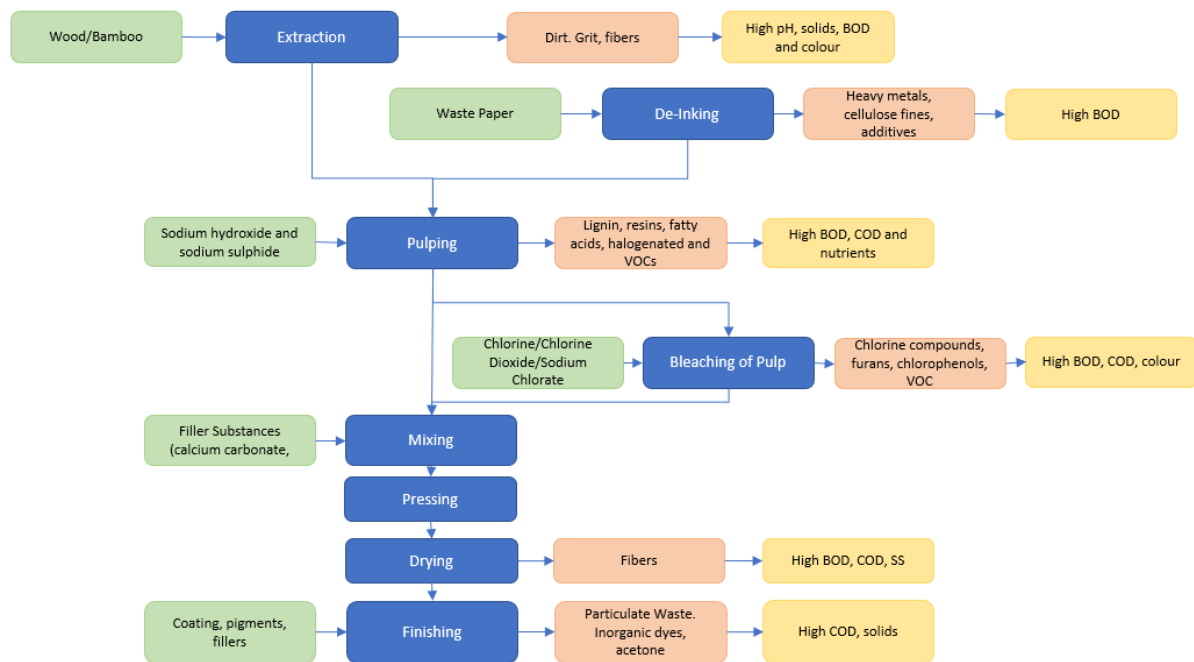 Wood/Bamboo
Extraction
Dirt. Grit, fibers
High pH, solids, BOD
and colour
Waste Paper
De-Inking
Heavy metals,
cellulose fines,
additives
High BOD
Sodium hydroxide and
sodium sulphide
Pulping
Lignin, resins, fatty
acids, halogenated and
VOCs
High BOD, COD and
nutrients
Chlorine/Chlorine
Dioxide/Sodium
Chlorate
Bleaching of Pulp
Chlorine compounds,
furans, chlorophenols,
VOC
High BOD, COD, colour
Filler Substances
(calcium carbonate,
Mixing
Pressing
Drying
Fibers
High BOD, COD, SS
Coating, pigments,
fillers
Finishing
Particulate Waste.
Inorganic dyes,
acetone
High COD, solids